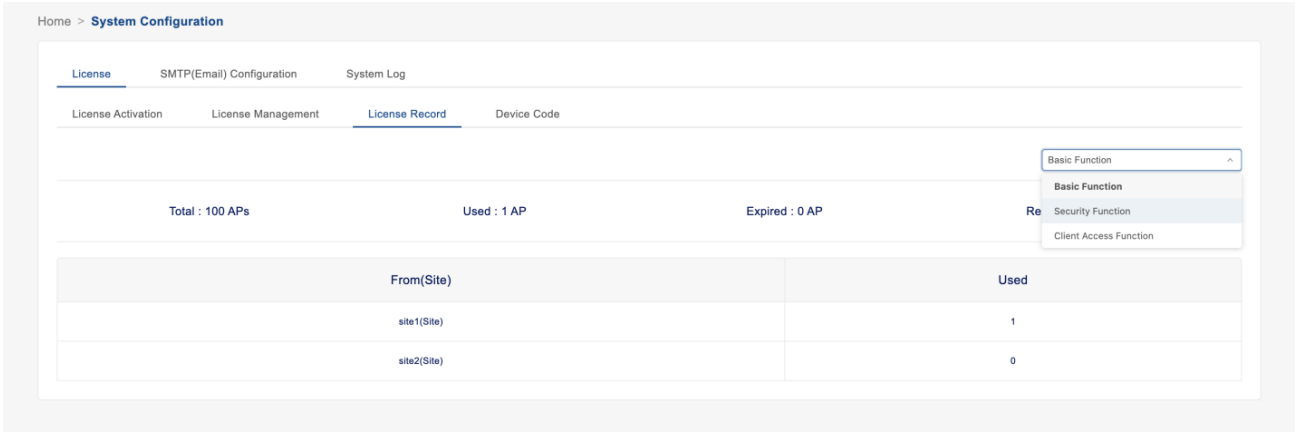 Home > System Configuration
License SMTP(Email) Configuration System Log
License Activation License Management License Record Device Code
Basic Function
Basic Function
Security Function
Client Access Function
Total : 100 APs Used : 1 AP Expired : 0 AP Re
From(Site) Used
site1(Site) 1
site2(Site) 0